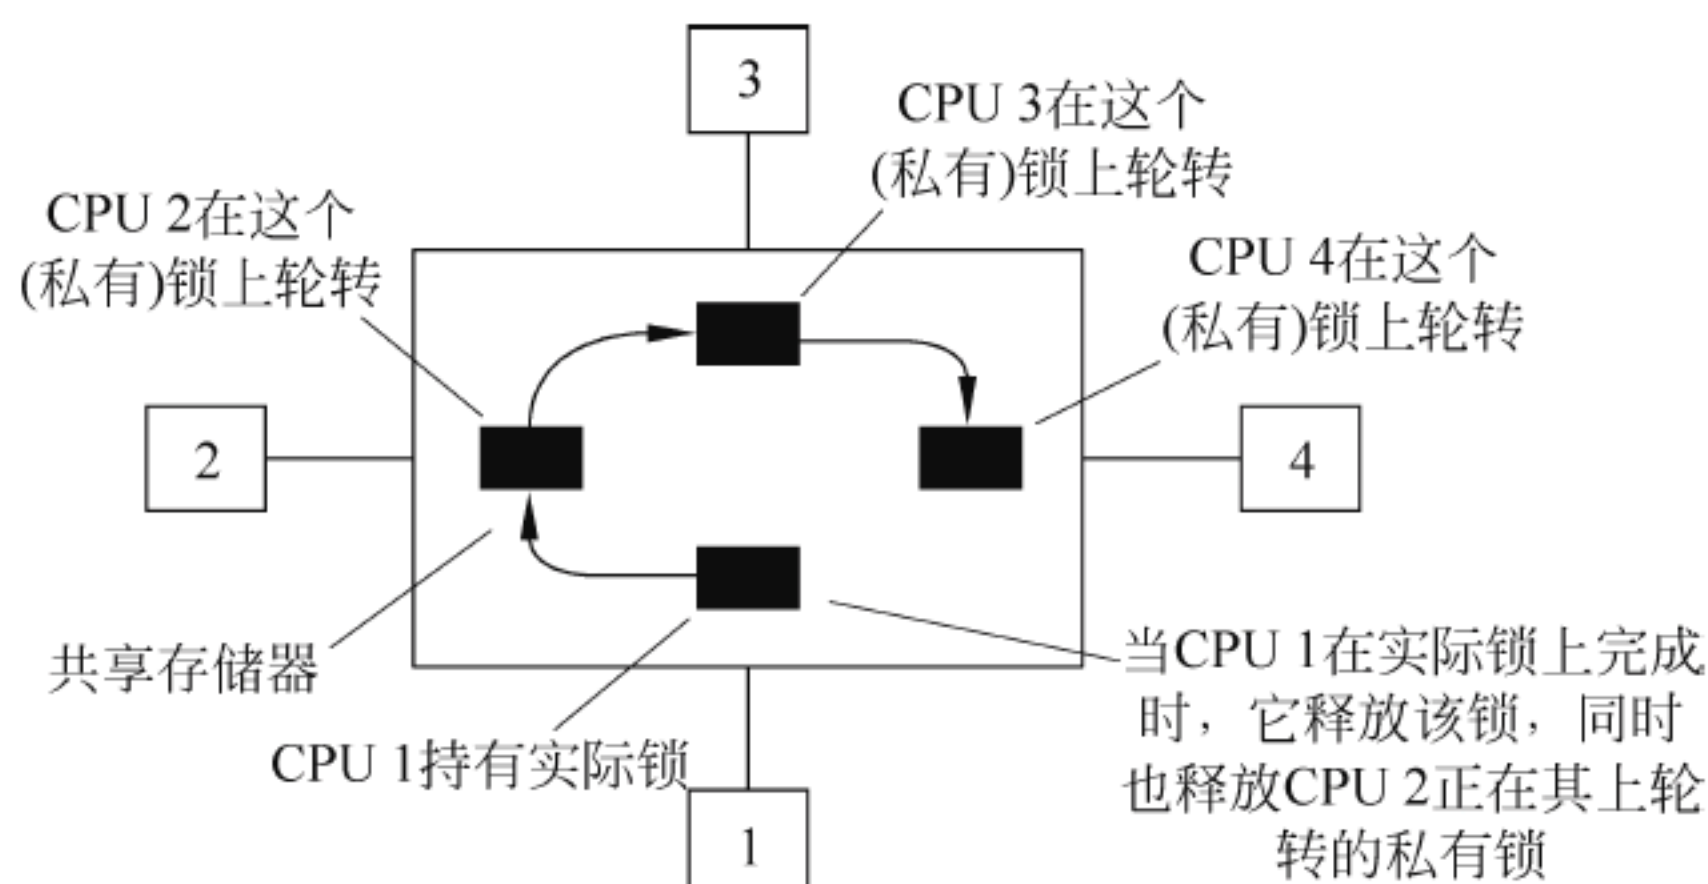 3
CPU 3在这个
(私有)锁上轮转
CPU 2在这个
(私有)锁上轮转
CPU 4在这个
(私有)锁上轮转
2
4
共享存储器
CPU 1持有实际锁
当CPU 1在实际锁上完成
时，它释放该锁，同时
也释放CPU 2正在其上轮
转的私有锁
1